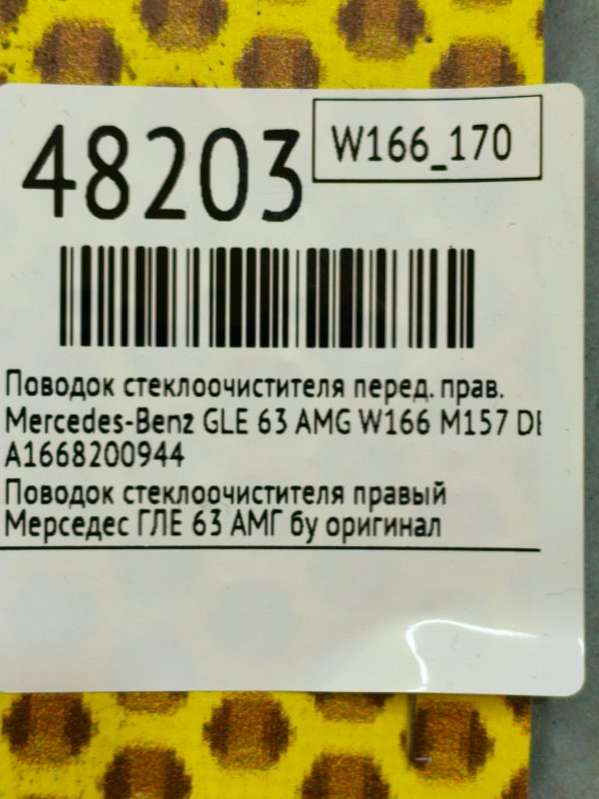 48203
W166_170
Поводок стеклоочистителя перед. прав.
Mercedes-Benz GLE 63 AMG W166 M157 
A1668200944
Поводок стеклоочистителя правый
Мерседес ГЛЕ 63 АМГ бу оригинал